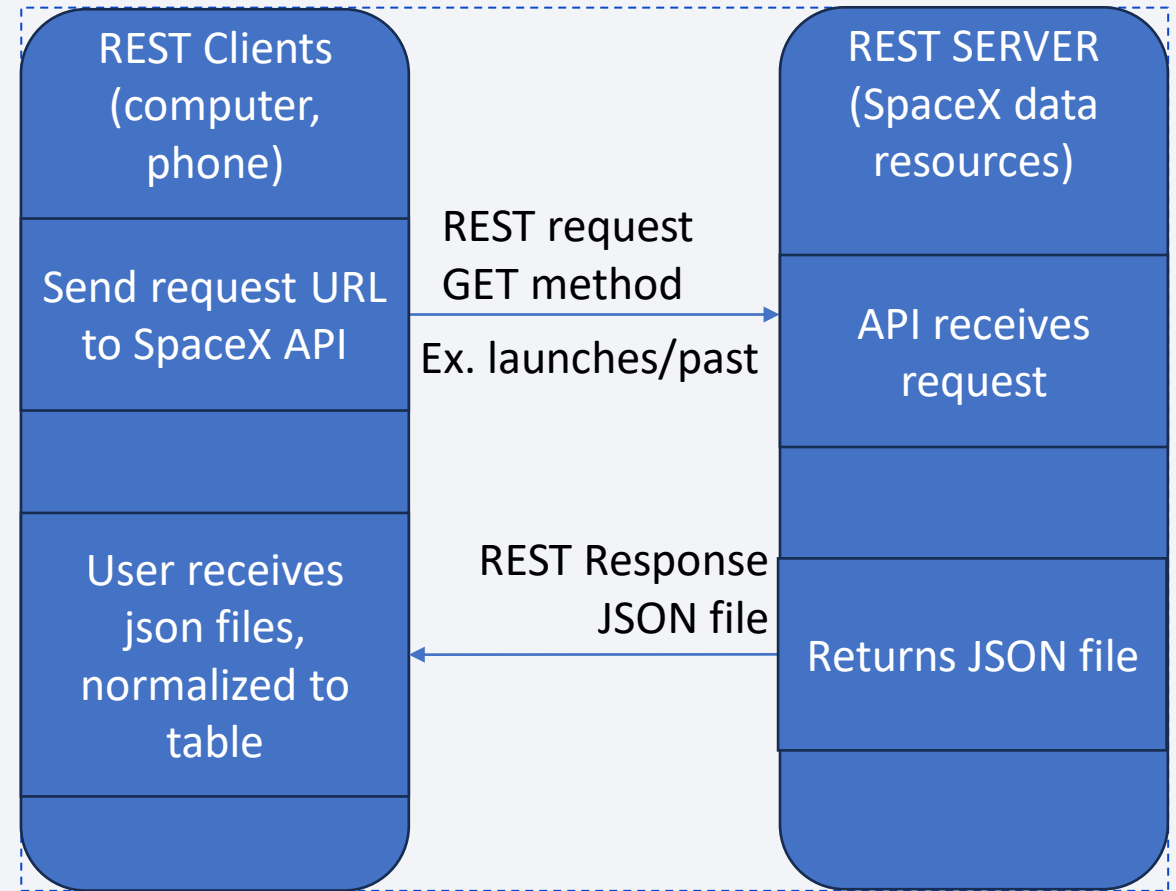 REST Clients
(computer,
phone)
Send request URL
to SpaceX API
User receives
json files,
normalized to
table
REST request
GET method
Ex. launches/past
REST Response
JSON file
REST SERVER
(SpaceX data
resources)
API receives
request
Returns JSON file